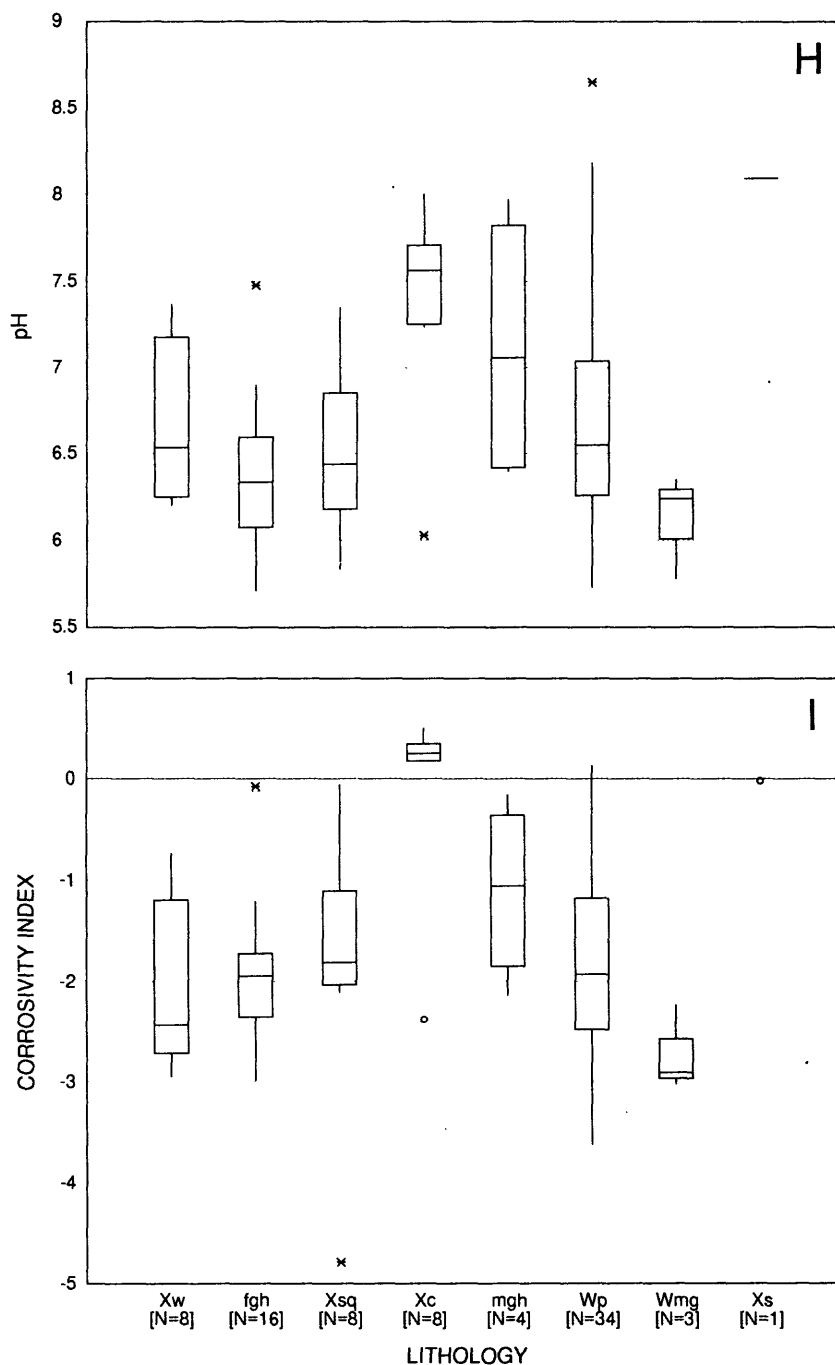 H
9
8.5
8
7.5
7
6.5
6
5.5
pH
I
1
0
-1
-2
-3
-4
-5
CORROSIVITY INDEX
Xw fgh Xsq Xc mgh Wp Wmg Xs
[N=8] [N=16] [N=8] [N=8] [N=4] [N=34] [N=3] [N=1]
LITHOLOGY